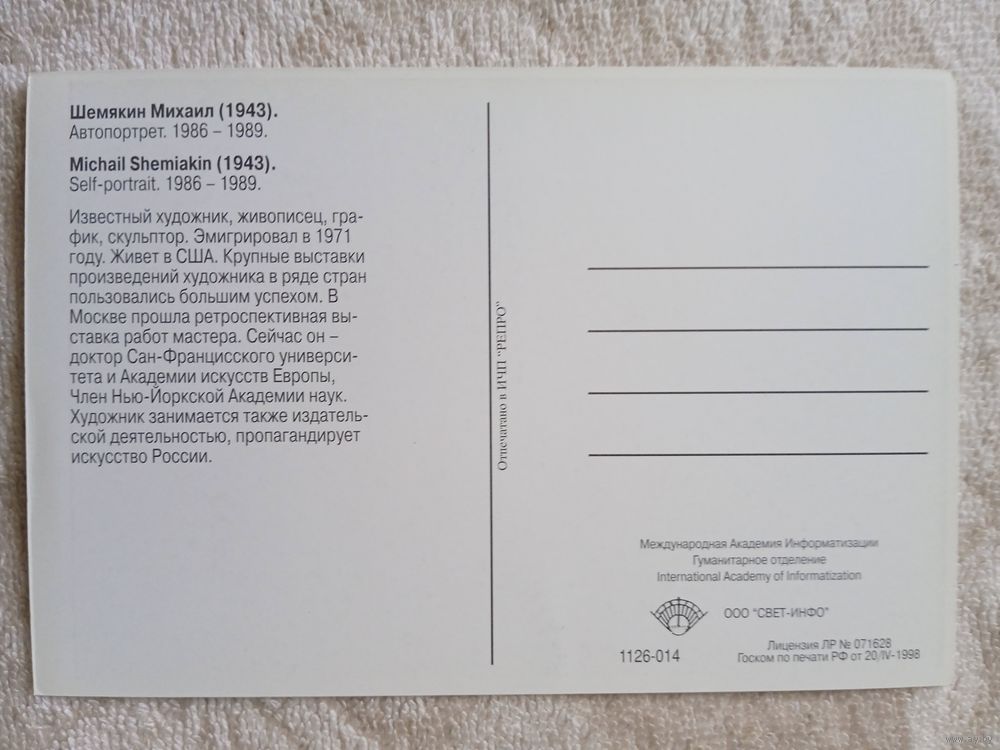 Шемякин Михаил (1943).
Автопортрет. 1986 – 1989.
Michail Shemiakin (1943).
Self-portrait. 1986 – 1989.
Известный художник, живописец, гра-
фик, скульптор. Эмигрировал в 1971
году. Живет в США. Крупные выставки
произведений художника в ряде стран
пользовались большим успехом. В
Москве прошла ретроспективная вы-
ставка работ мастера. Сейчас он –
доктор Сан-Францисского универси-
тета и Академии искусств Европы,
Член Нью-Йоркской Академии наук.
Художник занимается также издатель-
ской деятельностью, пропагандирует
искусство России.
Отпечатано в ИЧП "РЕПРО"
Международная Академия Информатизации
Гуманитарное отделение
International Academy of Informatization
ООО "СВЕТ-ИНФО"
1126-014
Лицензия ЛР № 071628
Госком по печати РФ от 20/IV-1998